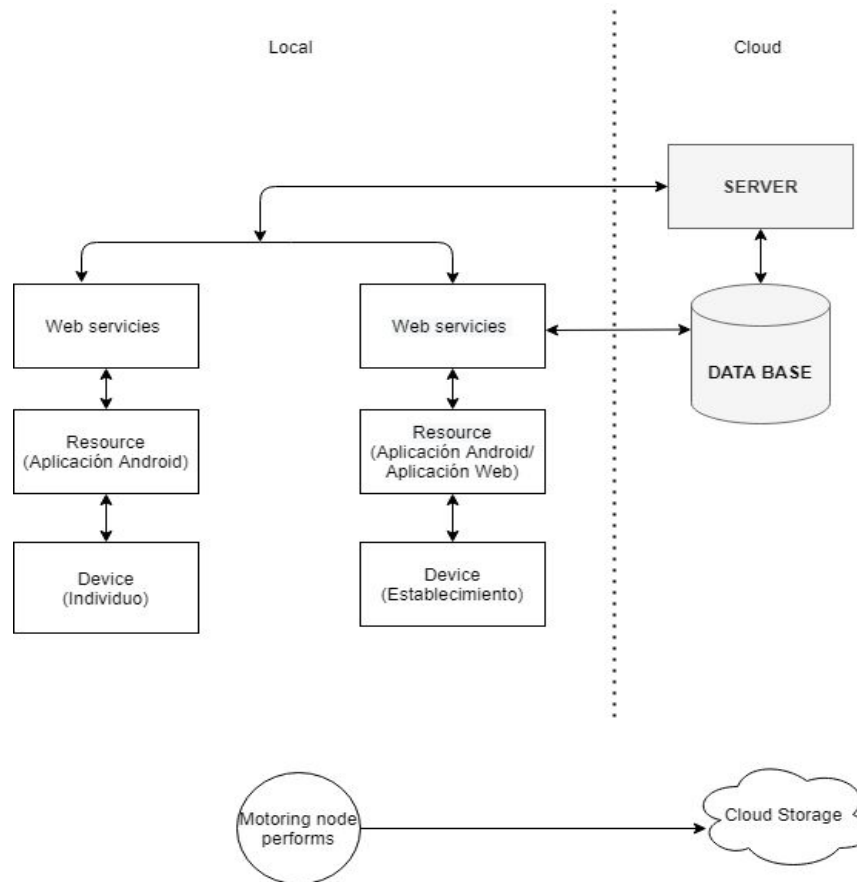 Local
Cloud
SERVER
Web servicies
Web servicies
DATA BASE
Resource
(Aplicación Android)
Resource
(Aplicación Android/
Aplicación Web)
Device
(Individuo)
Device
(Establecimiento)
Motoring node
performs
Cloud Storage